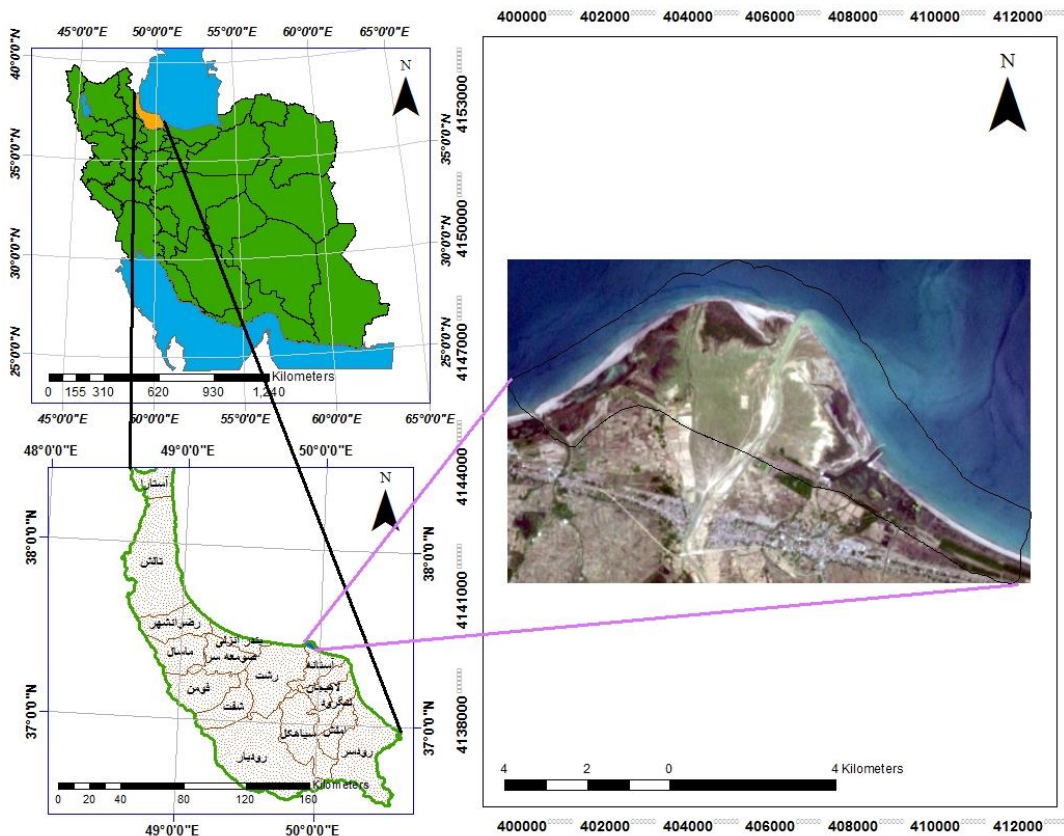 45°0'0"E 50°0'0"E 55°0'0"E 60°0'0"E 65°0'0"E
40°0'0"N
35°0'0"N
30°0'0"N
25°0'0"N
N
35°0'0"N
30°0'0"N
25°0'0"N
Kilometers
0 155 310 620 930 1,240
45°0'0"E 50°0'0"E 55°0'0"E 60°0'0"E 65°0'0"E
48°0'0"E 49°0'0"E 50°0'0"E
38°0'0"N
37°0'0"N
N
38°0'0"N
37°0'0"N
آستارا
تالش
رضوانشهر
بندر انزلی
ماسال
صومعه سرا
رشت
آستانه
فومن
لاهیجان
شفت
لنگرود
سیاهکل
املش
رودبار
رودسر
Kilometers
0 20 40 80 120 160
49°0'0"E 50°0'0"E
400000 402000 404000 406000 408000 410000 412000
4153000
4150000
4147000
4144000
4141000
4138000
N
4 2 0 4 Kilometers
400000 402000 404000 406000 408000 410000 412000